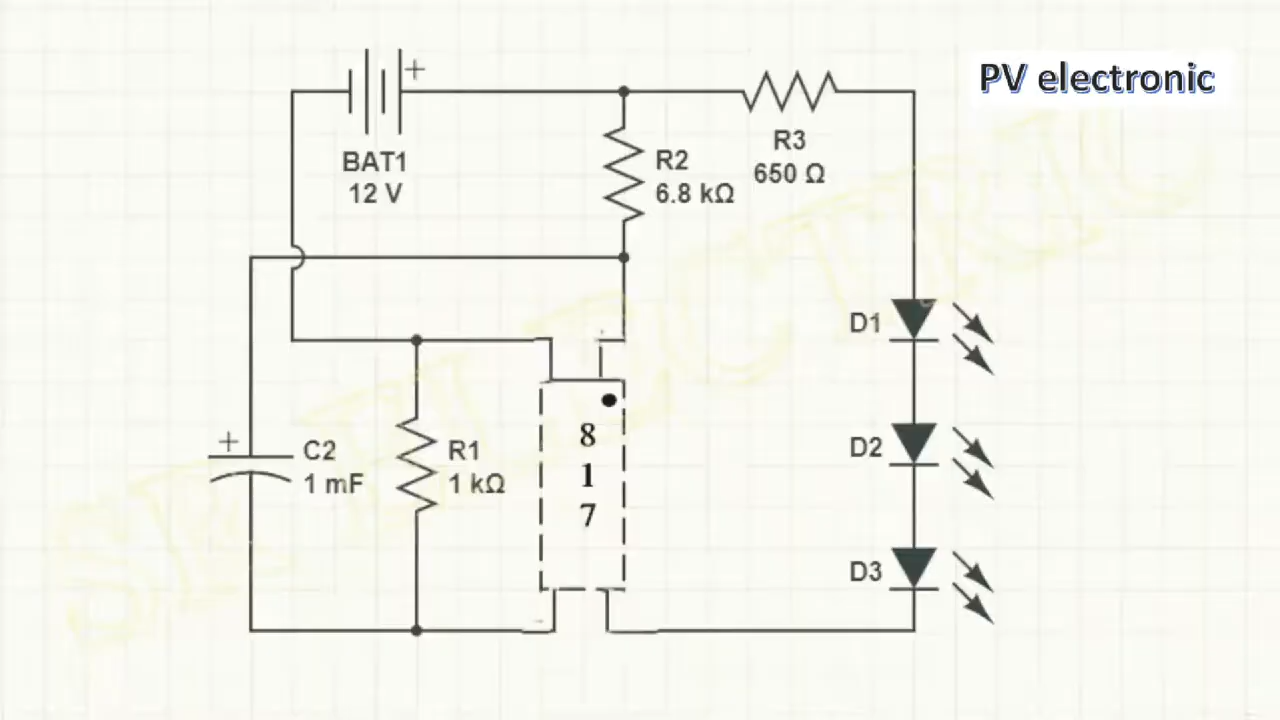 PV electronic
+
BAT1
12 V
R2
6.8 kΩ
R3
650 Ω
D1
+
C2
1 mF
R1
1 kΩ
8
1
7
D2
D3